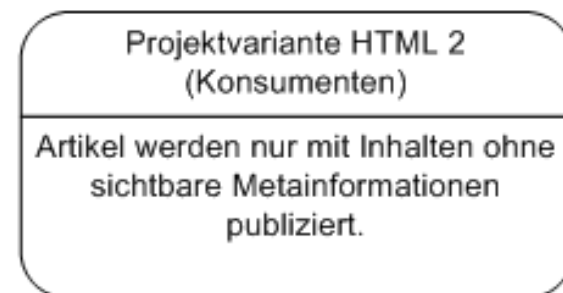 Projektvariante HTML 2
(Konsumenten)
Artikel werden nur mit Inhalten ohne
sichtbare Metainformationen
publiziert.